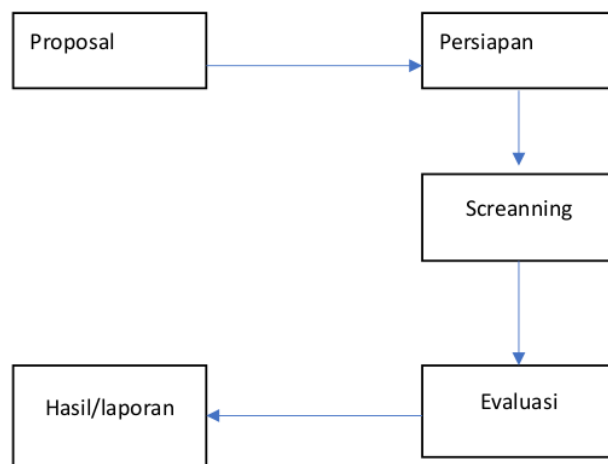 Proposal
Persiapan
Screanning
Evaluasi
Hasil/laporan